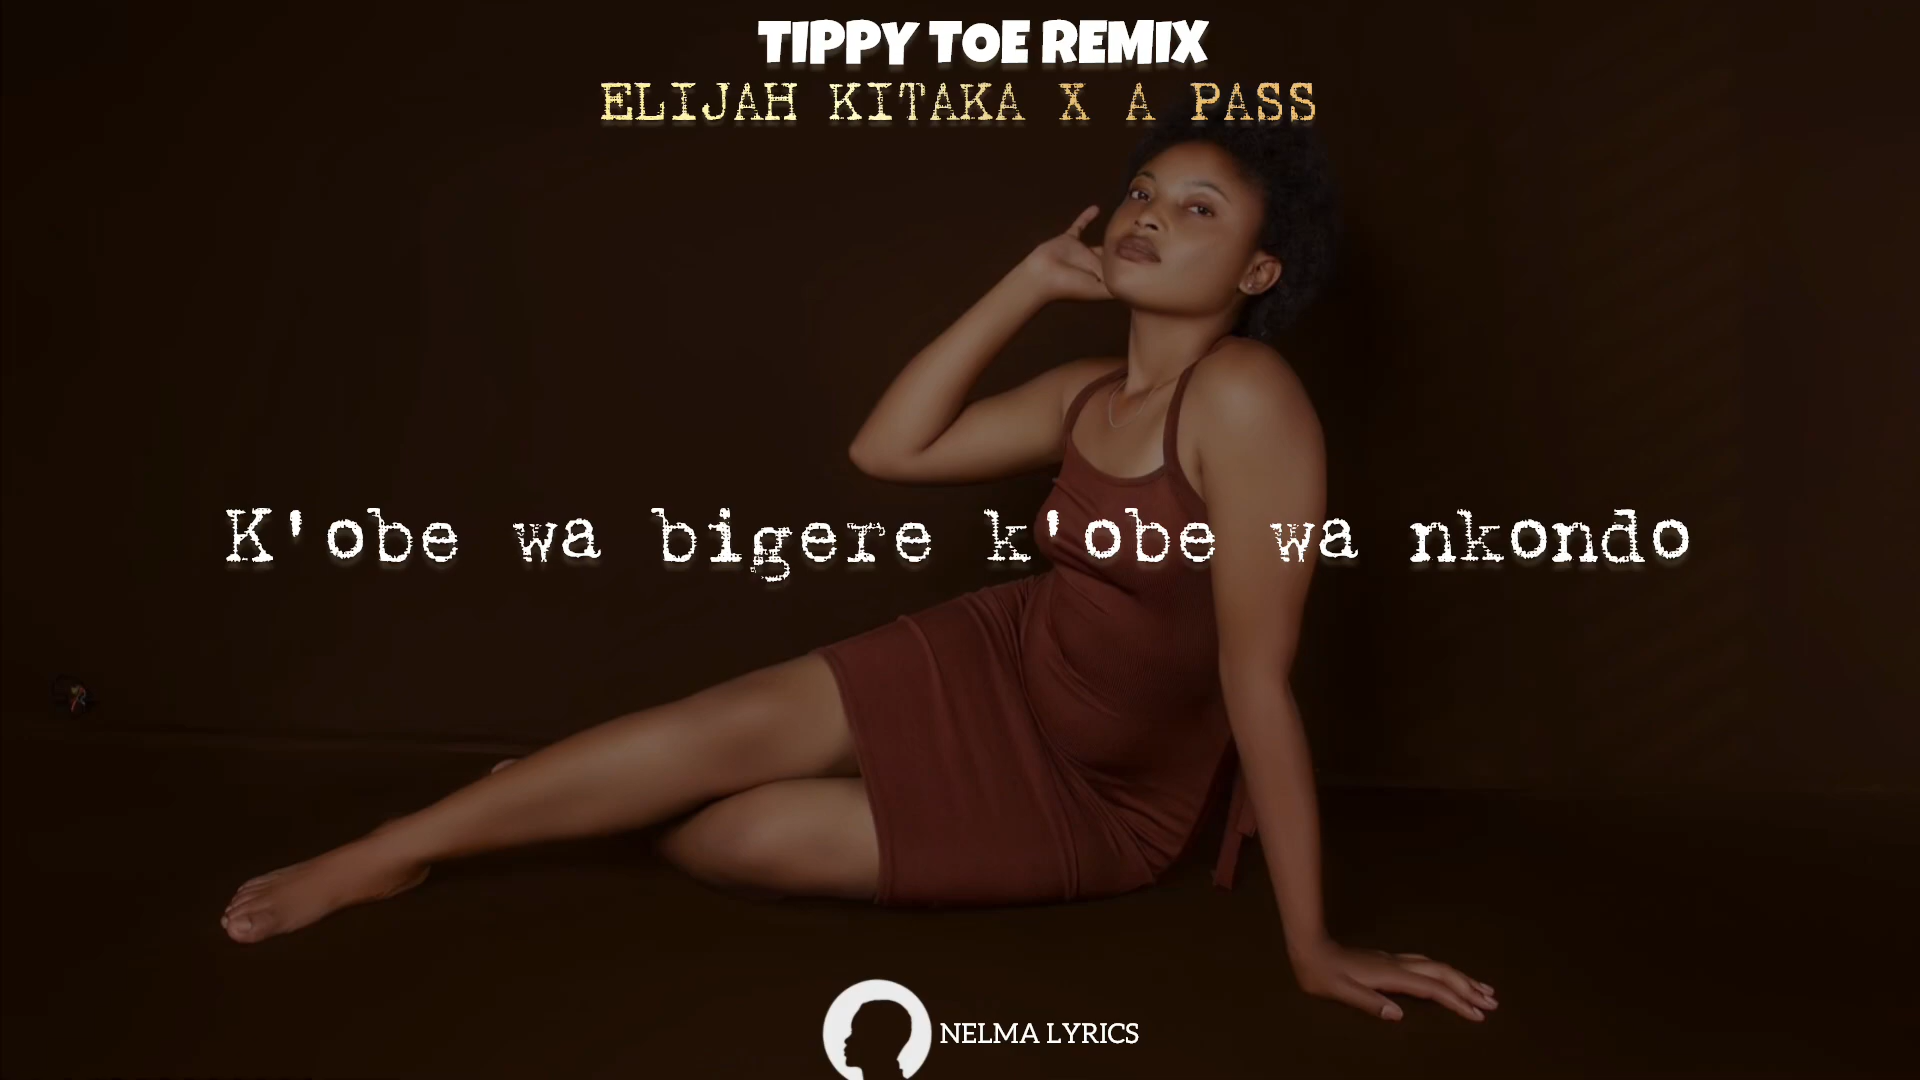 TIPPY TOE REMIX
ELIJAH KITAKA X A PASS
K'obe wa bigere k'obe wa nkondo
NELMA LYRICS